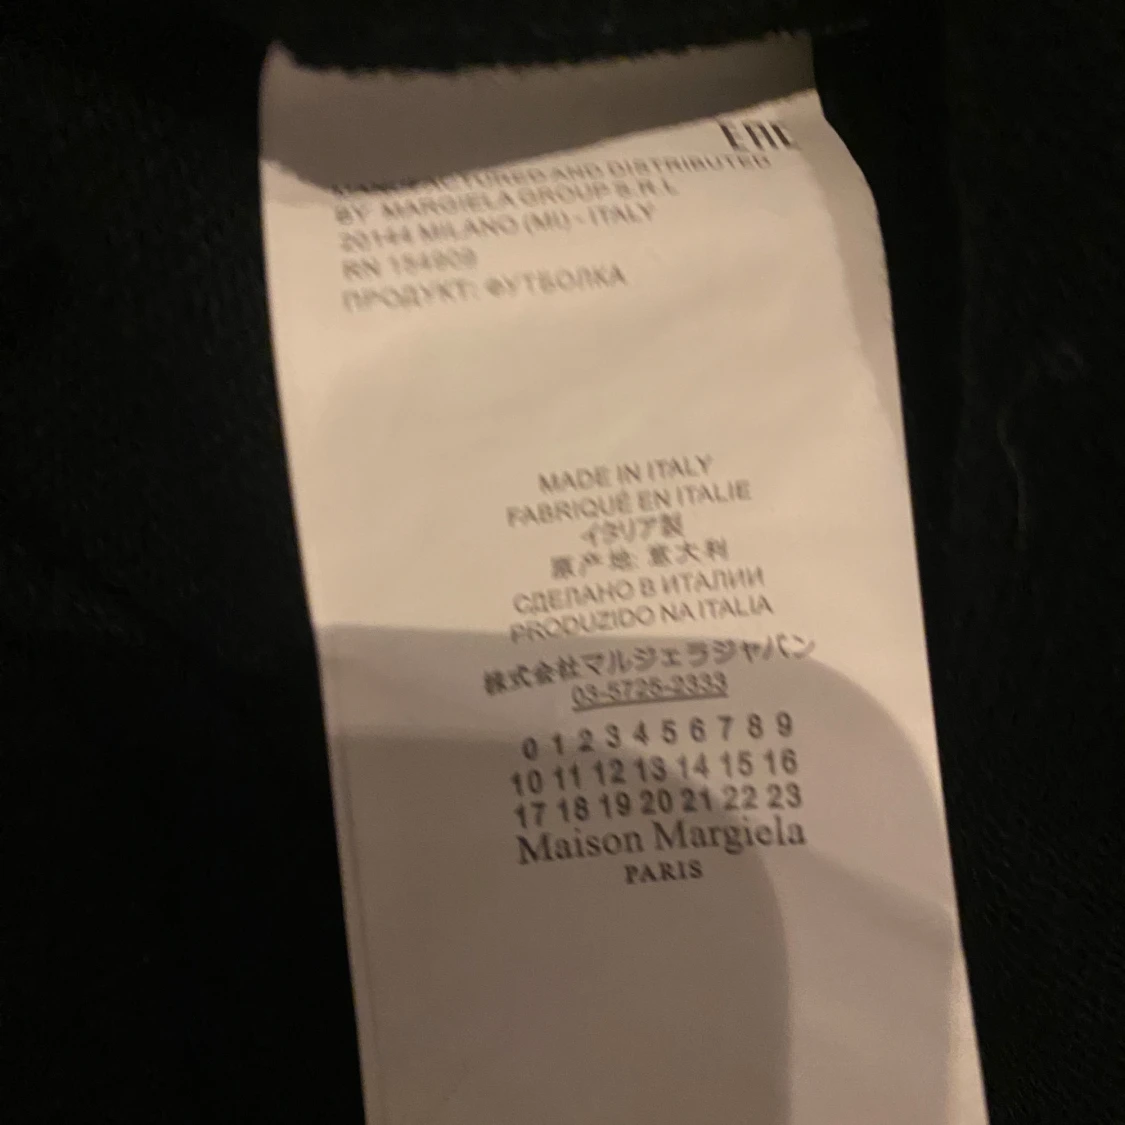 EAC
MANUFACTURED AND DISTRIBUTED
BY MARGIELA GROUP S.R.L
20144 MILANO (MI) - ITALY
RN 154909
ПРОДУКТ: ФУТБОЛКА
MADE IN ITALY
FABRIQUÉ EN ITALIE
イタリア製
原产地: 意大利
СДЕЛАНО В ИТАЛИИ
PRODUZIDO NA ITALIA
株式会社マルジェラジャパン
03-5725-2333
0 1 2 3 4 5 6 7 8 9
10 11 12 13 14 15 16
17 18 19 20 21 22 23
Maison Margiela
PARIS